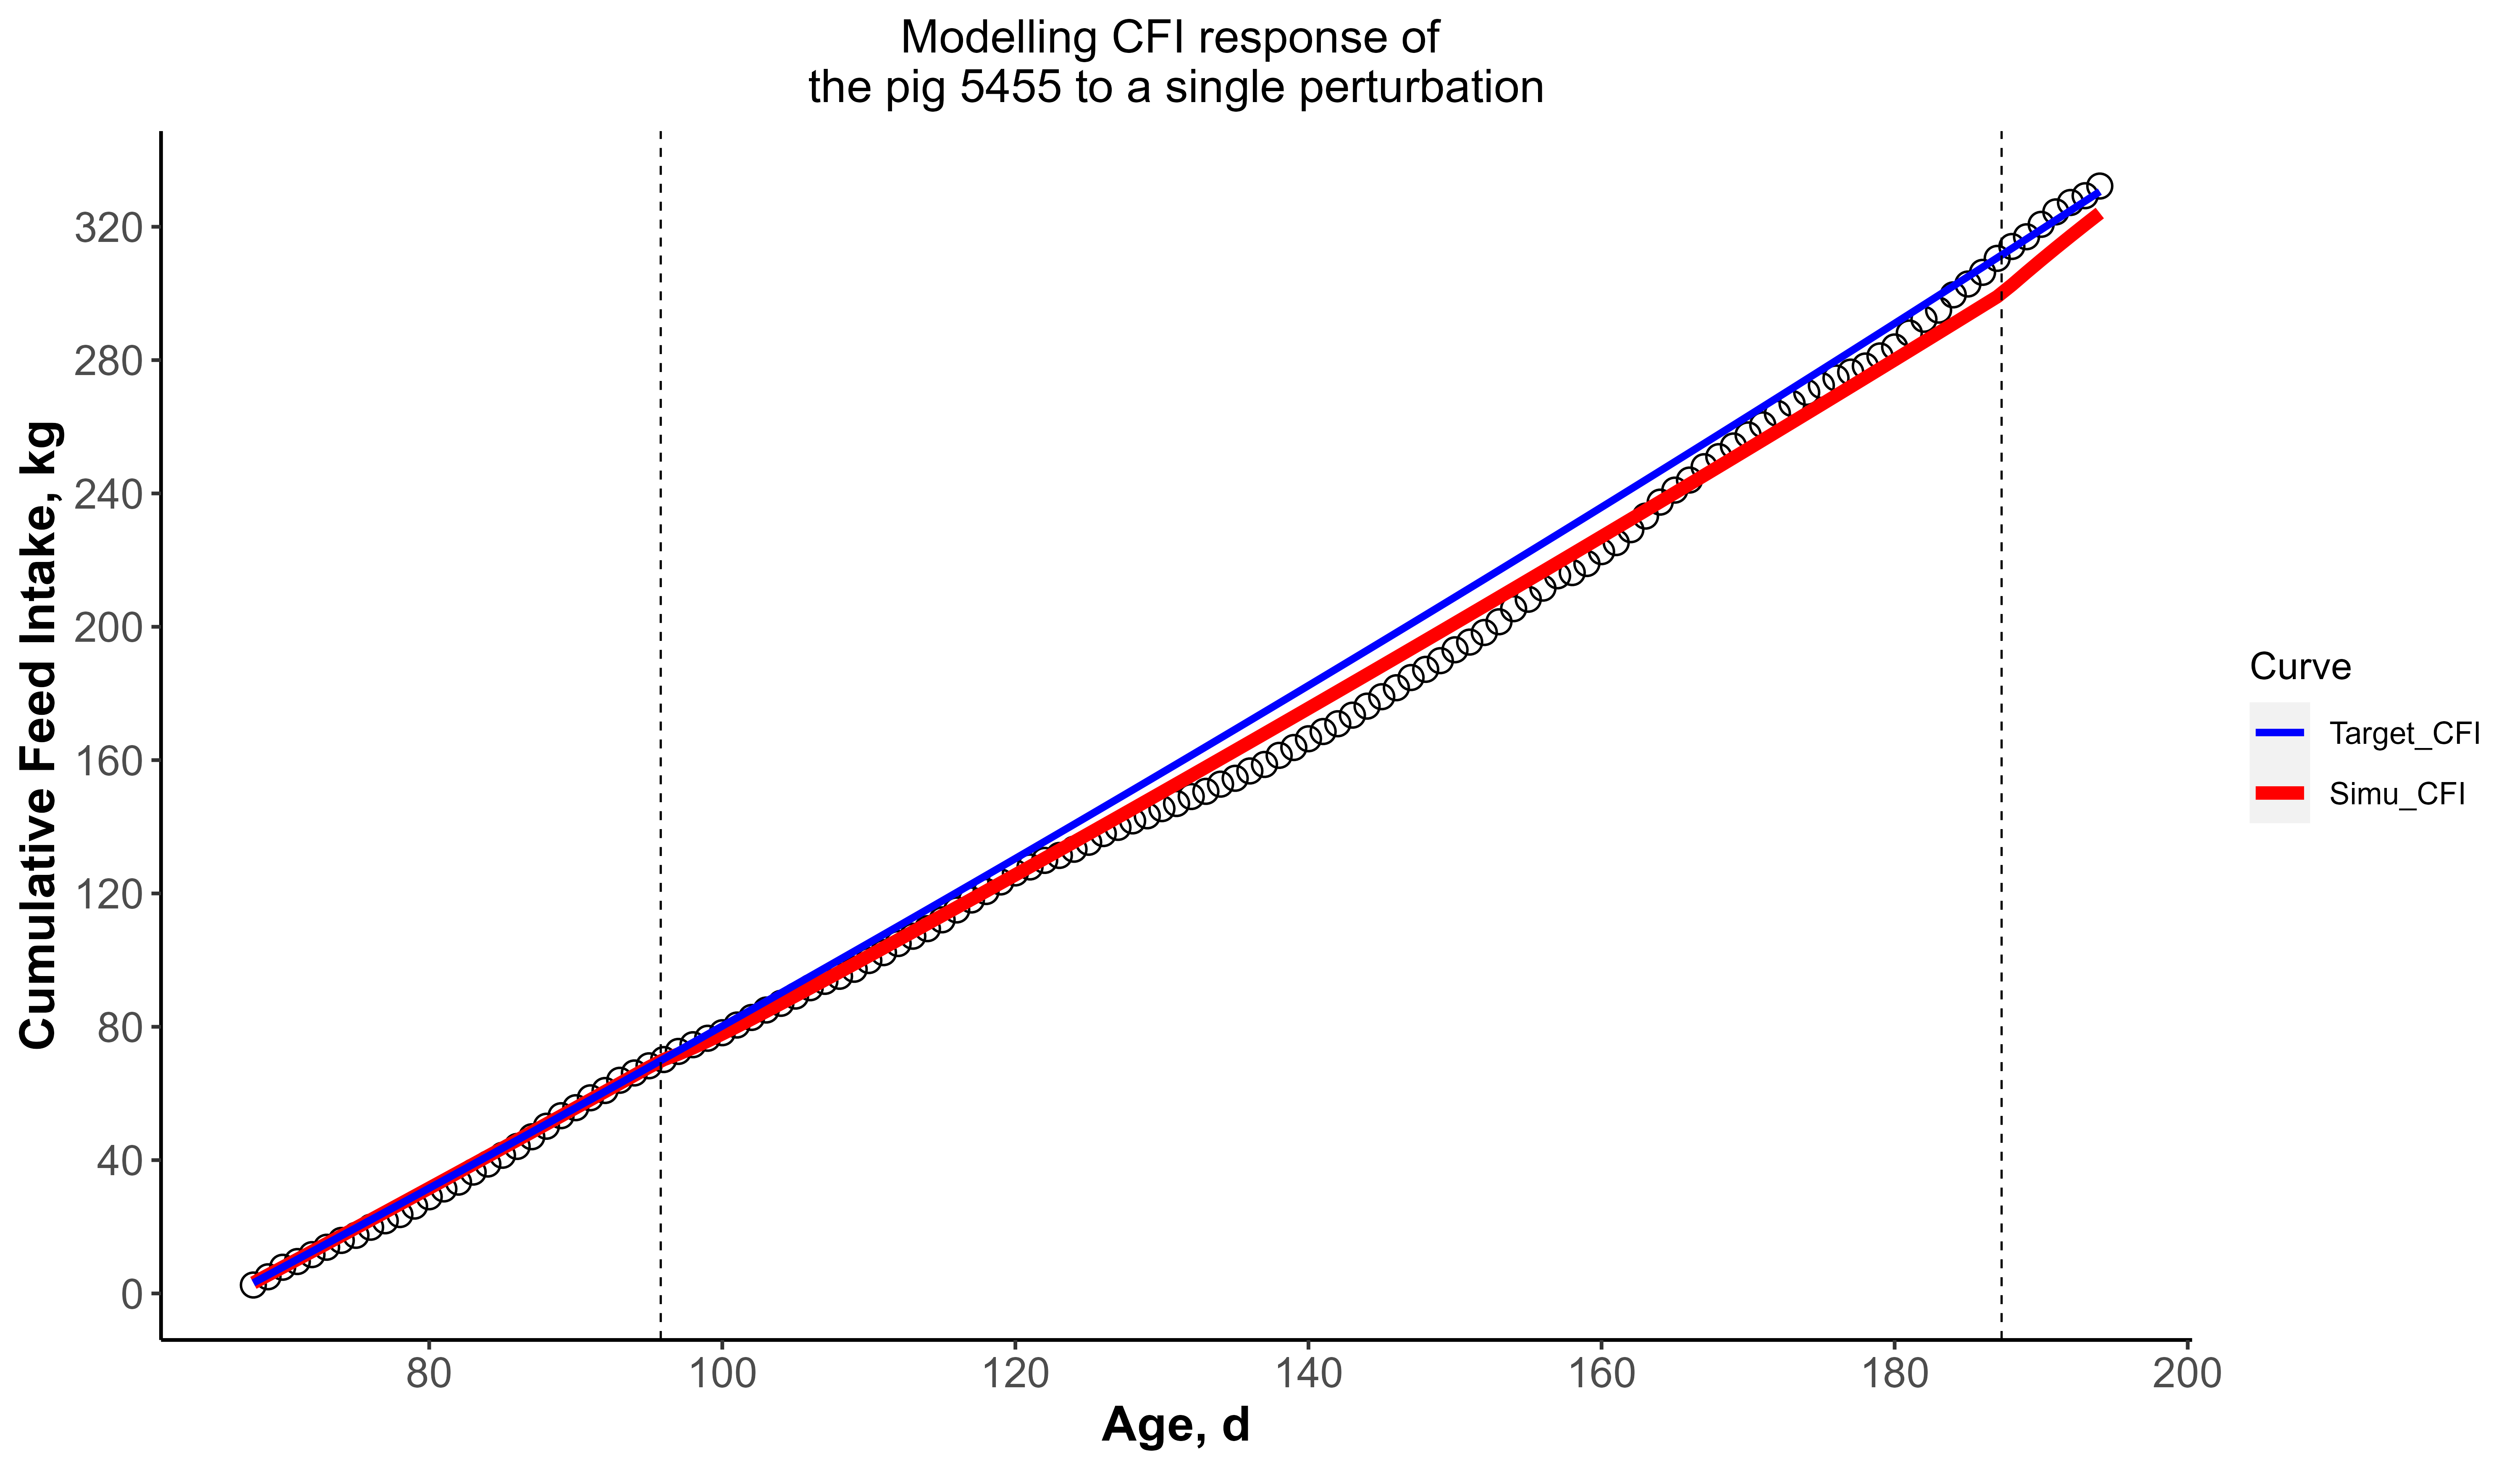 Modelling CFI response of
the pig 5455 to a single perturbation
Cumulative Feed Intake, kg
320
280
240
200
160
120
80
40
0
80 100 120 140 160 180 200
Age, d
Curve
Target_CFI
Simu_CFI